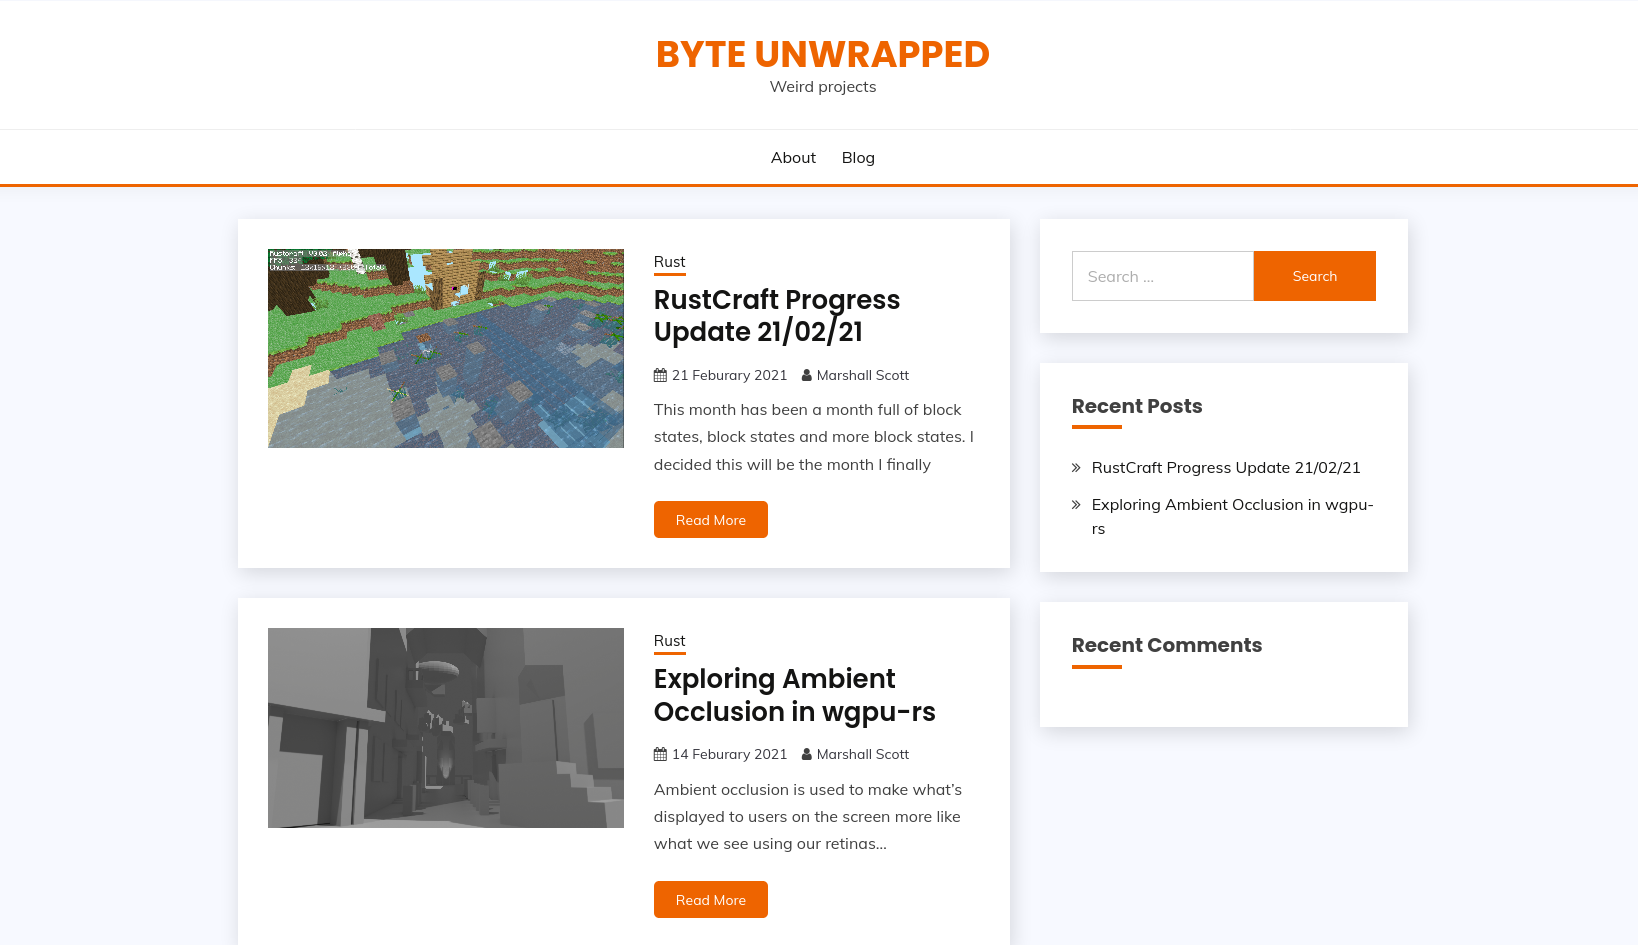 BYTE UNWRAPPED
Weird projects
About
Blog
Rust
RustCraft Progress
Update 21/02/21
21 Feburary 2021 Marshall Scott
This month has been a month full of block
states, block states and more block states. I
decided this will be the month I finally
Read More
Rust
Exploring Ambient
Occlusion in wgpu-rs
14 Feburary 2021 Marshall Scott
Ambient occlusion is used to make what’s
displayed to users on the screen more like
what we see using our retinas…
Read More
Search …
Search
Recent Posts
RustCraft Progress Update 21/02/21
Exploring Ambient Occlusion in wgpu-
rs
Recent Comments